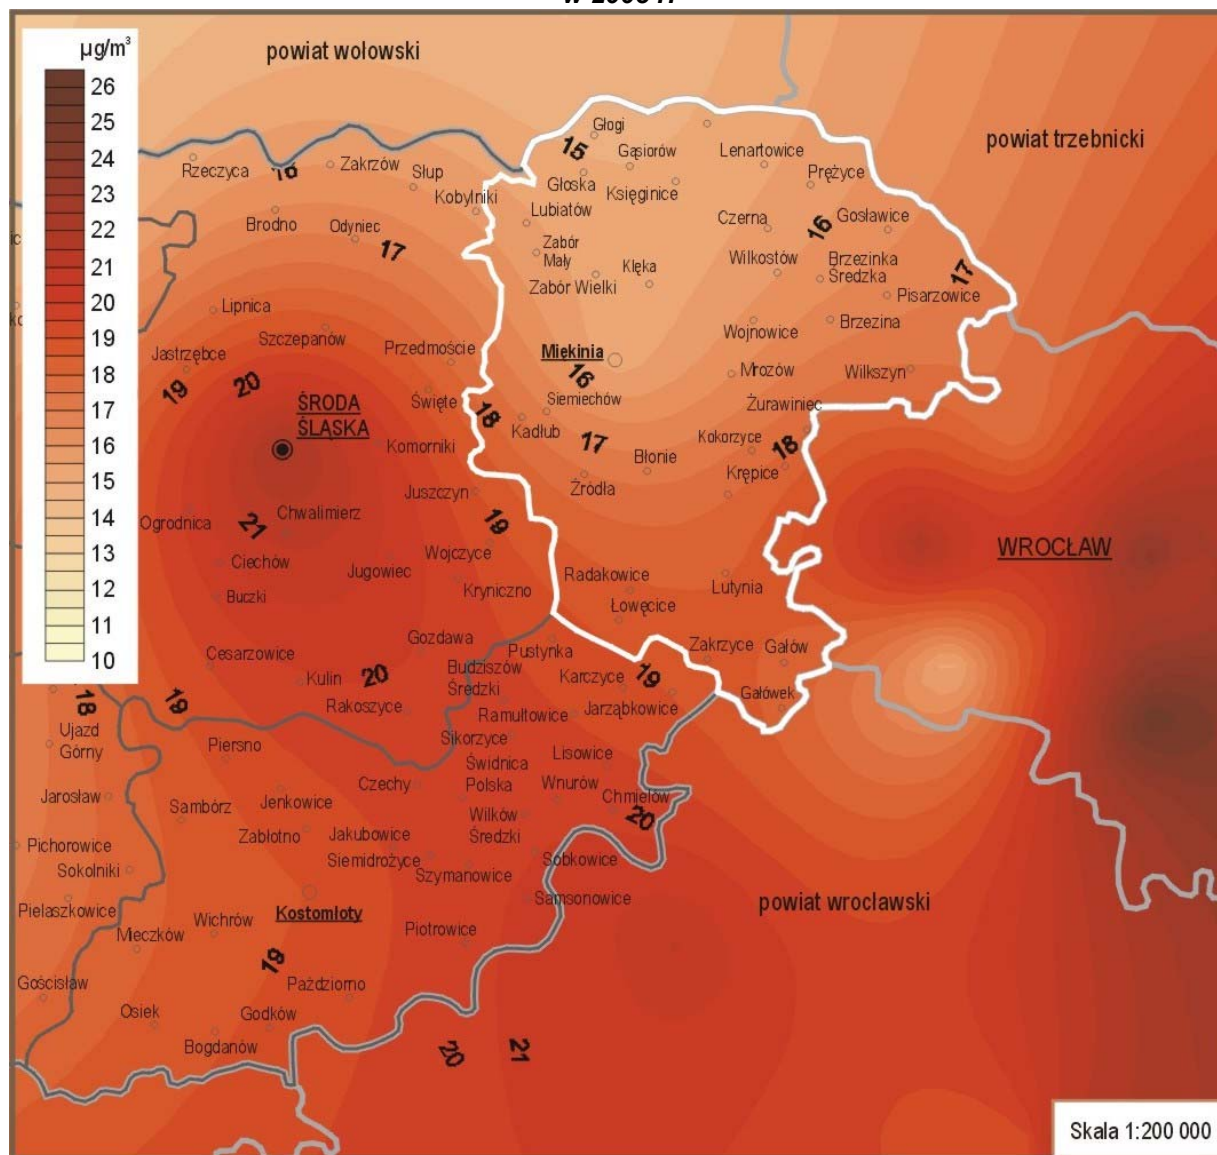 µg/m³
26
25
24
23
22
21
20
19
18
17
16
15
14
13
12
11
10
powiat wołowski
powiat trzebnicki
Głogi
15
Gąsiorów
Lenartowice
Rzeczyca
16
Zakrzów
Słup
Głoska
Księginice
Prężyce
Kobylniki
Lubiatów
Czerna
16
Gosławice
Brodno
Odyniec
17
Zabór
Mały
Klęka
Wilkostów
Brzezinka
Średzka
17
Zabór Wielki
Pisarzowice
Lipnica
Szczepanów
Wojnowice
Brzezina
Jastrzębce
Przedmoście
Miękinia
16
Mrozów
Wilkszyn
19
20
ŚRODA
ŚLĄSKA
Święte
18
Siemiechów
Żurawiniec
Kadłub
17
Kokorzyce
18
Komorniki
Błonie
Krępice
Juszczyn
Źródła
Ogrodnica
21
Chwalimierz
19
WROCŁAW
Ciechów
Jugowiec
Wojczyce
Kryniczno
Radakowice
Lutynia
Buczki
Łowęcice
Gozdawa
Pustynka
Zakrzyce
Gałów
Cesarzowice
Kulin
20
Budziszów
Średzki
Karczyce
19
Gałówek
18
19
Rakoszyce
Ramułtowice
Jarząbkowice
Ujazd
Górny
Piersno
Sikorzyce
Świdnica
Polska
Lisowice
Czechy
Wnurów
Jarosław
Sambórz
Jenkowice
Chmielów
20
Zabłotno
Jakubowice
Wilków
Średzki
Pichorowice
Siemidrożyce
Sobkowice
Sokolniki
Szymanowice
Pielaszkowice
Wichrów
Kostomłoty
Samsonowice
powiat wrocławski
Mieczków
Piotrowice
19
Gościsław
Paździorno
Osiek
Godków
Bogdanów
20
21
Skala 1:200 000